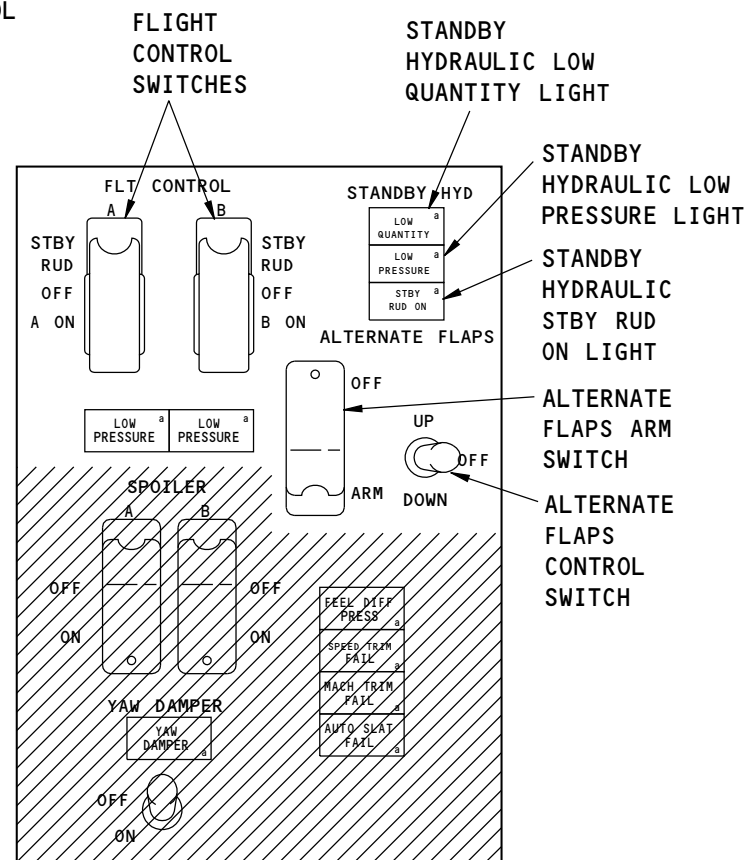 OL
FLIGHT
CONTROL
SWITCHES
STANDBY
HYDRAULIC LOW
QUANTITY LIGHT
STANDBY
HYDRAULIC LOW
PRESSURE LIGHT
STANDBY
HYDRAULIC
STBY RUD
ON LIGHT
ALTERNATE
FLAPS ARM
SWITCH
ALTERNATE
FLAPS
CONTROL
SWITCH
FLT CONTROL
A B
STBY
RUD
OFF
A ON
STBY
RUD
OFF
B ON
STANDBY HYD
LOW a
QUANTITY
LOW a
PRESSURE
STBY a
RUD ON
ALTERNATE FLAPS
OFF
ARM
UP
OFF
DOWN
LOW a
PRESSURE
LOW a
PRESSURE
SPOILER
A B
OFF OFF
ON ON
FEEL DIFF
PRESS a
SPEED TRIM
FAIL a
MACH TRIM
FAIL a
AUTO SLAT
FAIL a
YAW DAMPER
YAW
DAMPER a
OFF
ON